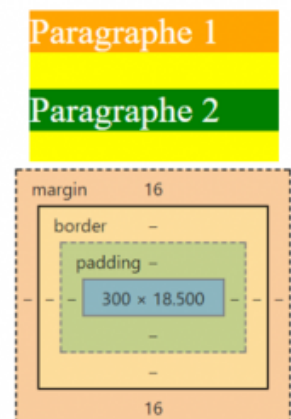 Paragraphe 1
Paragraphe 2
margin 16
border –
padding –
– – – 300 × 18.500 – – –
–
–
16